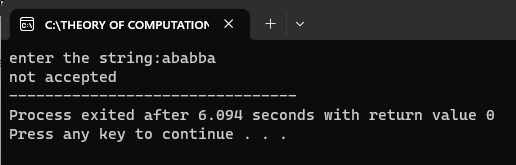 C:\THEORY OF COMPUTATION
enter the string:ababba
not accepted
--------------------------------
Process exited after 6.094 seconds with return value 0
Press any key to continue . . .